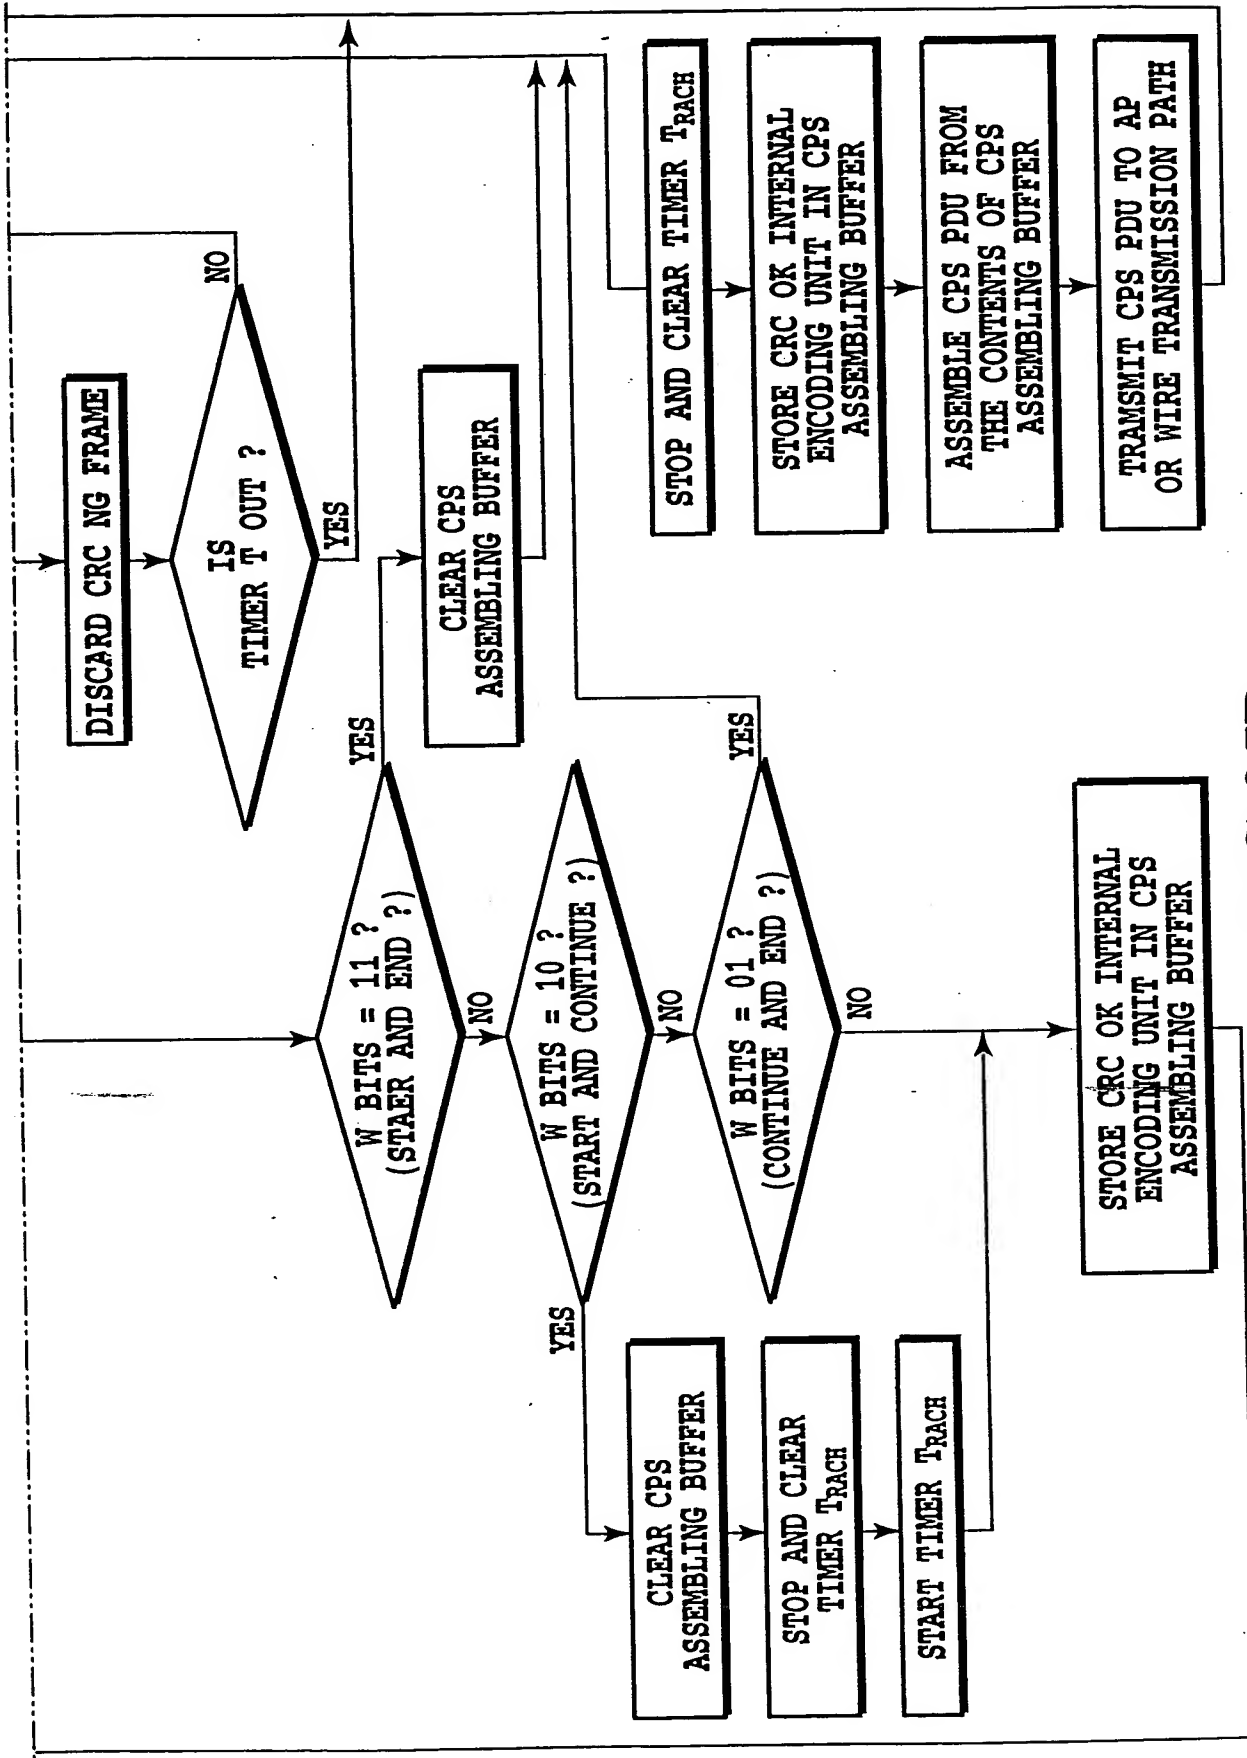 DISCARD CRC NG FRAME
IS
TIMER T OUT ?
NO
YES
W BITS = 11 ?
(STAER AND END ?)
YES
NO
CLEAR CPS
ASSEMBLING BUFFER
W BITS = 10 ?
(START AND CONTINUE ?)
YES
NO
W BITS = 01 ?
(CONTINUE AND END ?)
YES
NO
CLEAR CPS
ASSEMBLING BUFFER
STOP AND CLEAR
TIMER TRACH
START TIMER TRACH
STORE CRC OK INTERNAL
ENCODING UNIT IN CPS
ASSEMBLING BUFFER
STOP AND CLEAR TIMER TRACH
STORE CRC OK INTERNAL
ENCODING UNIT IN CPS
ASSEMBLING BUFFER
ASSEMBLE CPS PDU FROM
THE CONTENTS OF CPS
ASSEMBLING BUFFER
TRAMSMIT CPS PDU TO AP
OR WIRE TRANSMISSION PATH